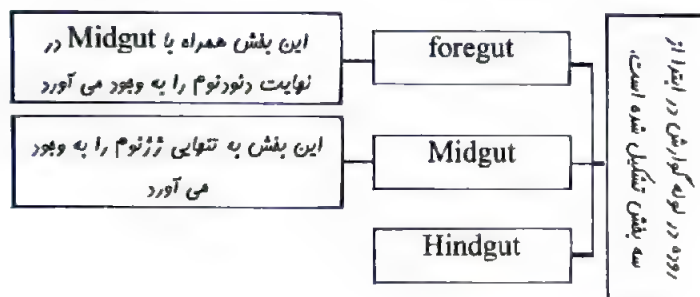 روده در لوله گوارش در ابتدا از
سه بخش تشکیل شده است.
foregut
این بخش همراه با Midgut در
نهایت دئودنوم را به وجود می آورد
Midgut
این بخش به تنهایی ژژنوم را به وجود
می آورد
Hindgut